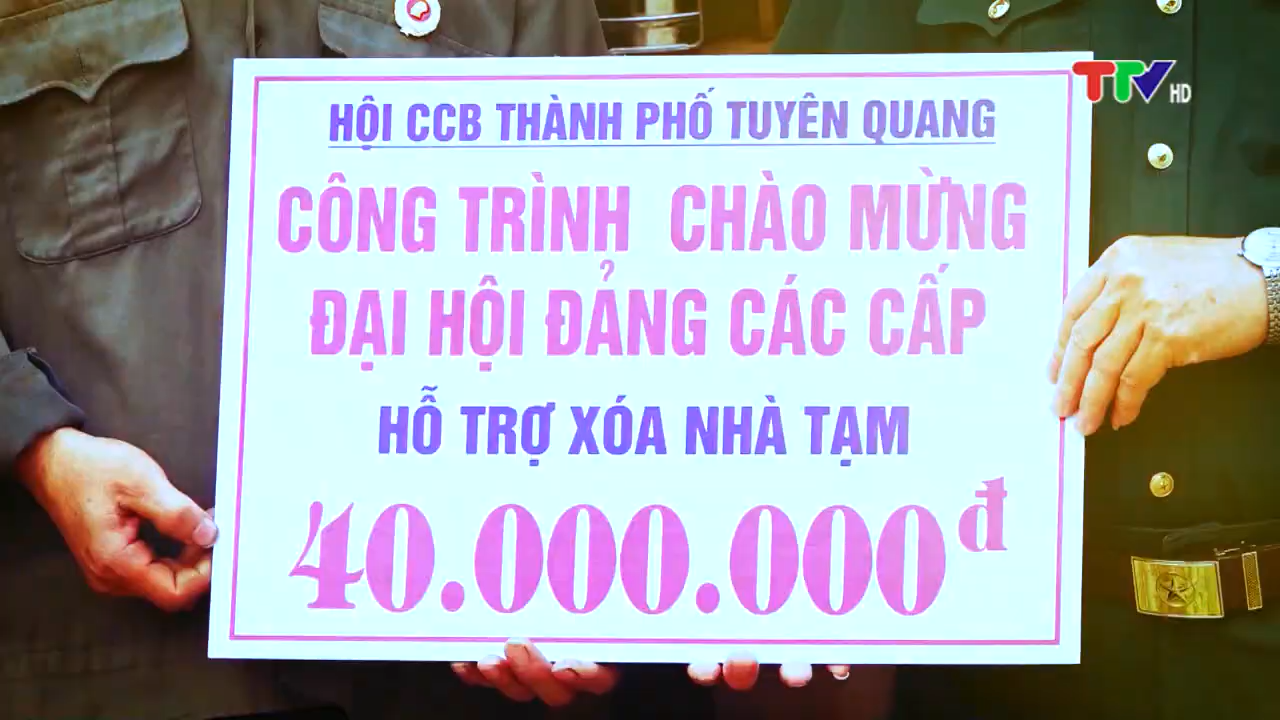 TTV HD
HỘI CCB THÀNH PHỐ TUYÊN QUANG
CÔNG TRÌNH CHÀO MỪNG
ĐẠI HỘI ĐẢNG CÁC CẤP
HỖ TRỢ XÓA NHÀ TẠM
40.000.000đ